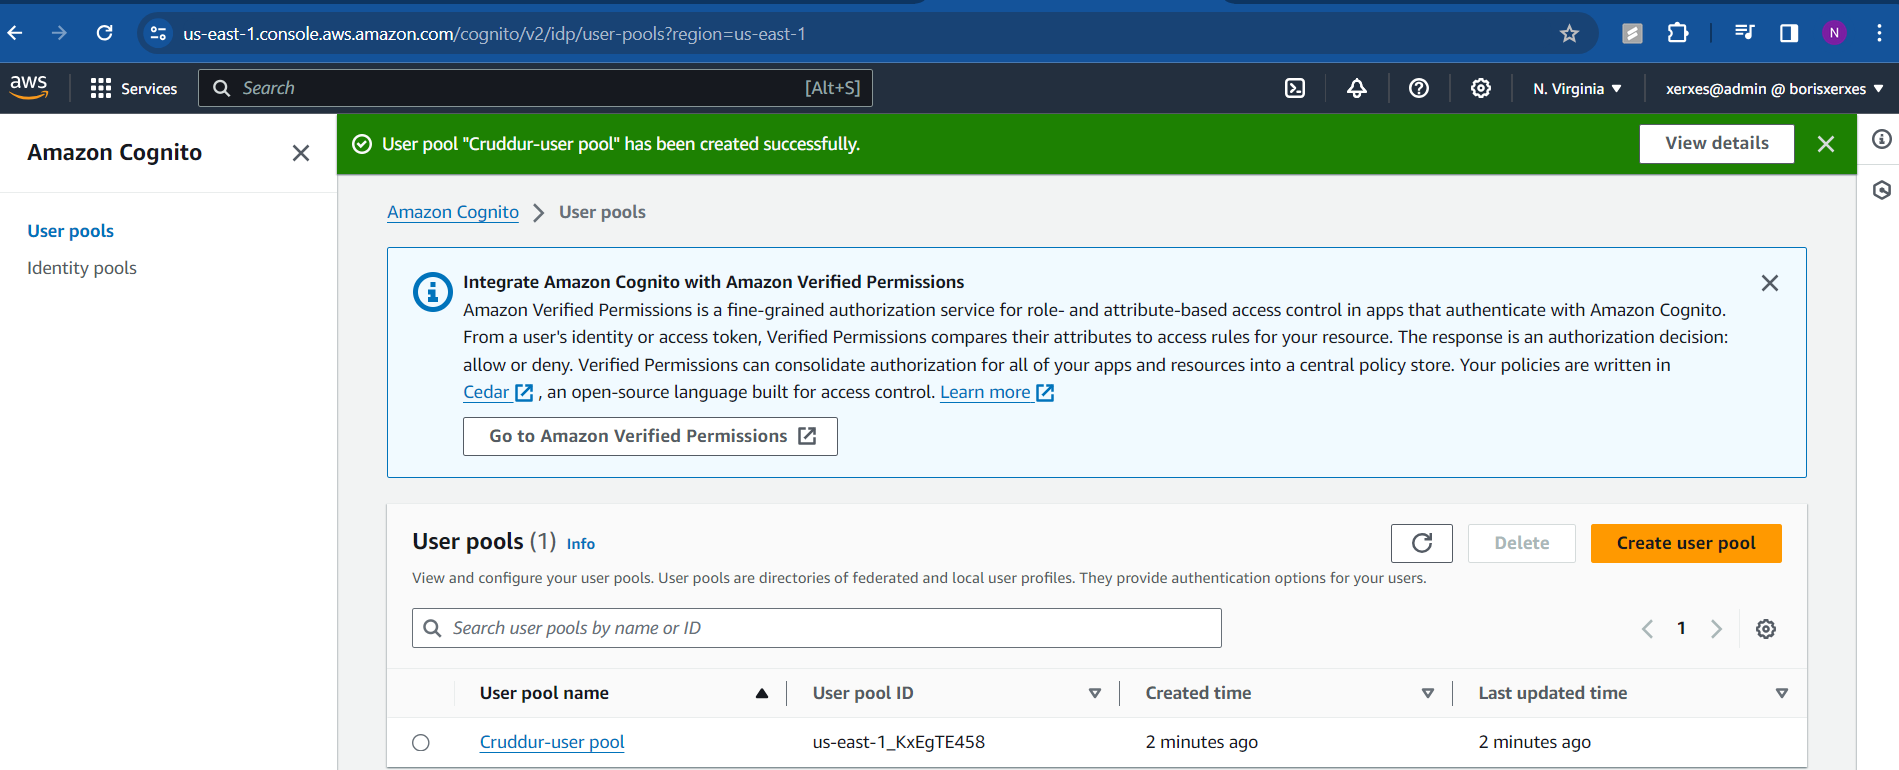 us-east-1.console.aws.amazon.com/cognito/v2/idp/user-pools?region=us-east-1
N
aws
Services
Search
[Alt+S]
N. Virginia
xerxes@admin @ borisxerxes
Amazon Cognito
User pools
Identity pools
User pool "Cruddur-user pool" has been created successfully.
View details
Amazon Cognito
User pools
Integrate Amazon Cognito with Amazon Verified Permissions
Amazon Verified Permissions is a fine-grained authorization service for role- and attribute-based access control in apps that authenticate with Amazon Cognito.
From a user's identity or access token, Verified Permissions compares their attributes to access rules for your resource. The response is an authorization decision:
allow or deny. Verified Permissions can consolidate authorization for all of your apps and resources into a central policy store. Your policies are written in
Cedar , an open-source language built for access control. Learn more
Go to Amazon Verified Permissions
User pools (1) Info
Delete
Create user pool
View and configure your user pools. User pools are directories of federated and local user profiles. They provide authentication options for your users.
Search user pools by name or ID
1
User pool name
User pool ID
Created time
Last updated time
Cruddur-user pool
us-east-1_KxEgTE458
2 minutes ago
2 minutes ago